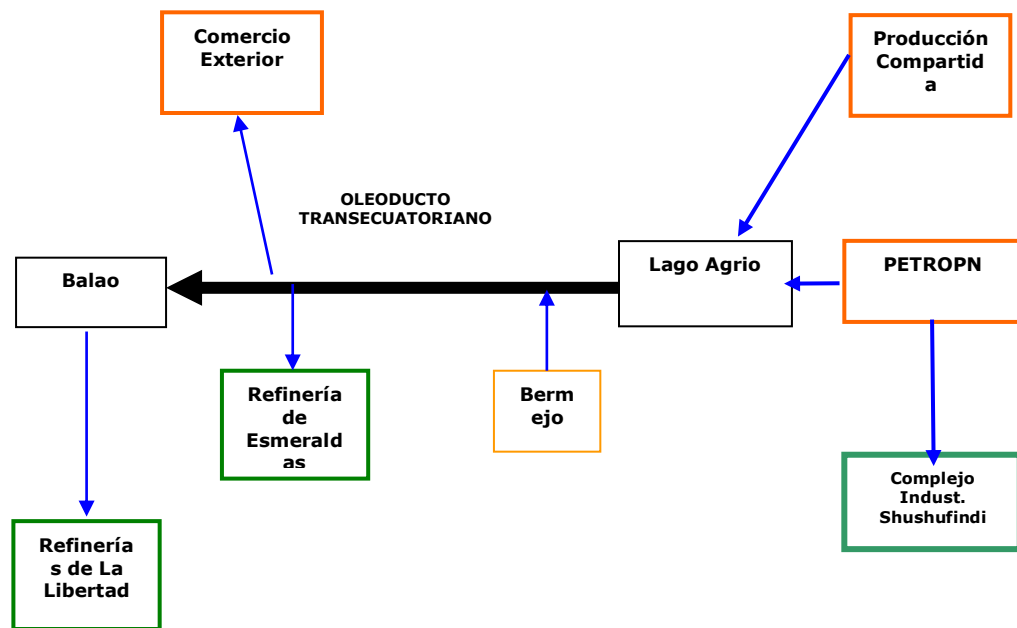 Comercio
Exterior
Producción
Compartid
a
OLEODUCTO
TRANSECUATORIANO
Balao
Lago Agrio
PETROPN
Refinería
de
Esmerald
as
Berm
ejo
Complejo
Indust.
Shushufindi
Refinería
s de La
Libertad